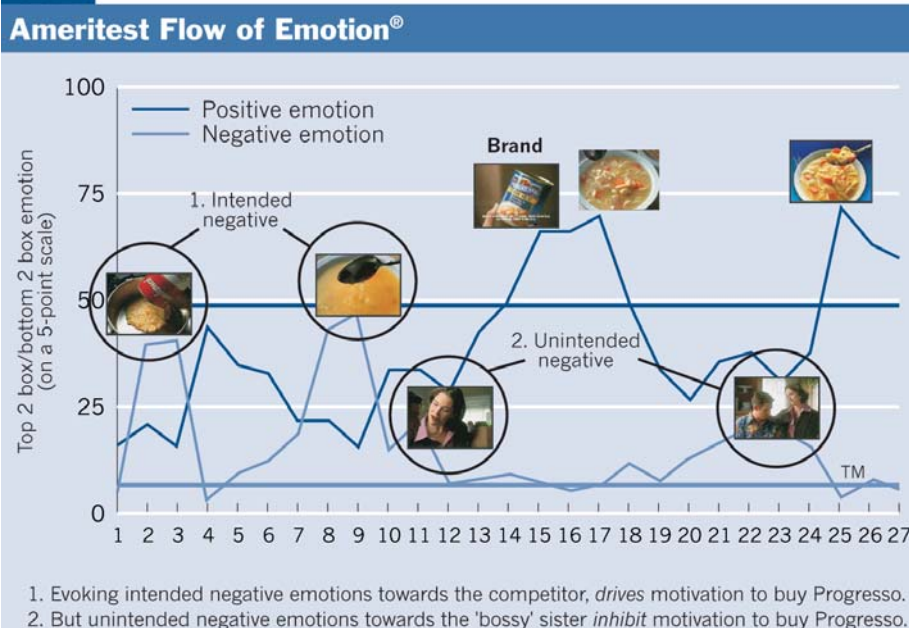 Ameritest Flow of Emotion®
100
75
50
25
0
Top 2 box/bottom 2 box emotion
(on a 5-point scale)
Positive emotion
Negative emotion
1. Intended
negative
Brand
2. Unintended
negative
TM
1 2 3 4 5 6 7 8 9 10 11 12 13 14 15 16 17 18 19 20 21 22 23 24 25 26 27
1. Evoking intended negative emotions towards the competitor, drives motivation to buy Progresso.
2. But unintended negative emotions towards the 'bossy' sister inhibit motivation to buy Progresso.